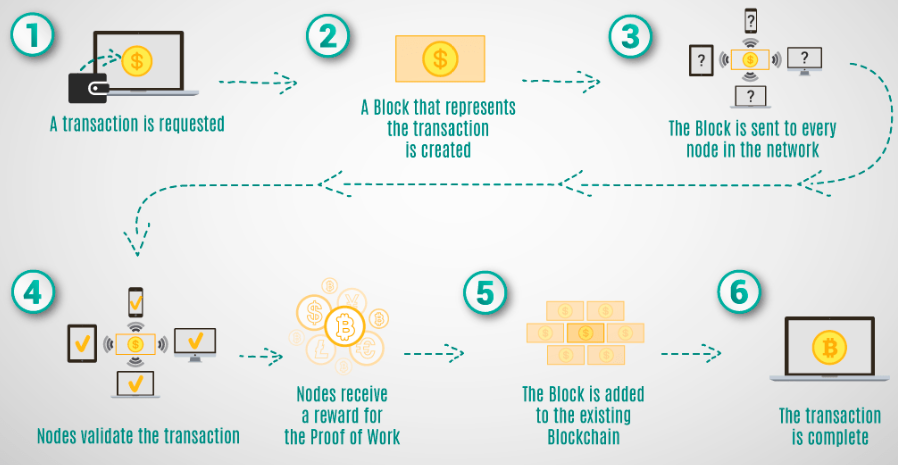 1
A transaction is requested
2
A Block that represents
the transaction
is created
3
?
?
?
?
The Block is sent to every
node in the network
4
Nodes validate the transaction
Nodes receive
a reward for
the Proof of Work
5
The Block is added
to the existing
Blockchain
6
The transaction
is complete